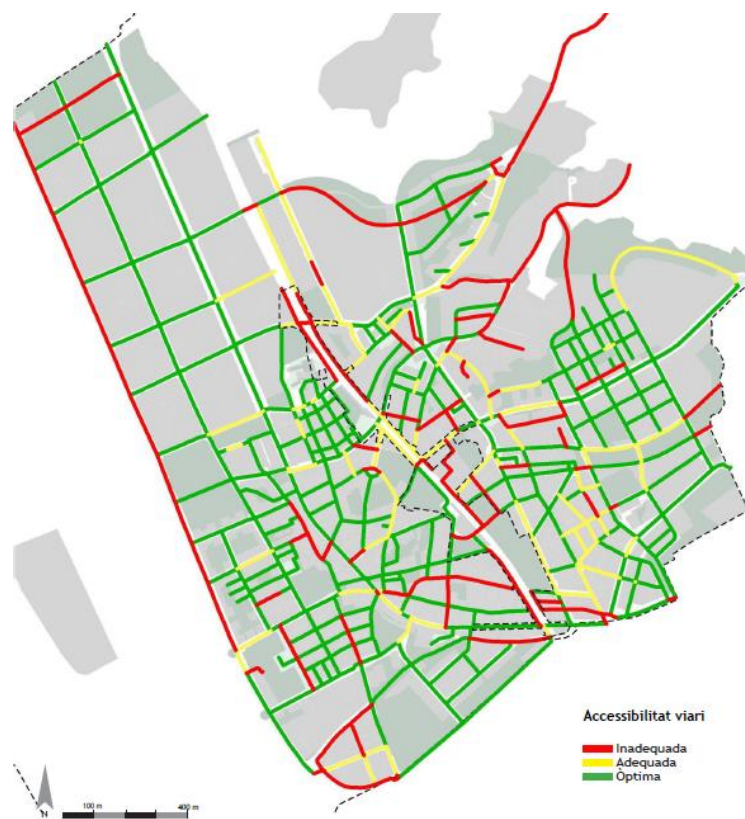 Accessibilitat viari
Inadequada
Adequada
Òptima
N
100 m
400 m